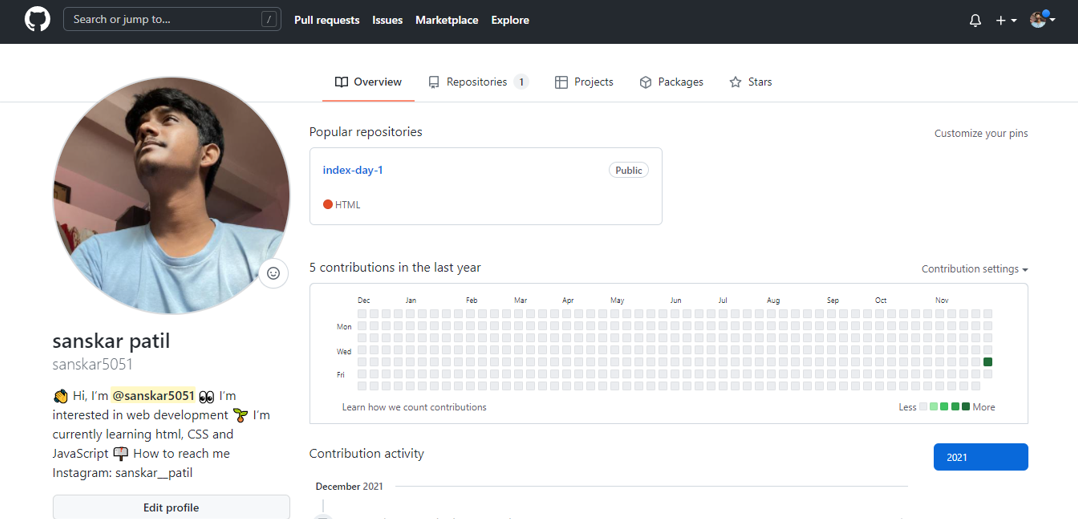 Search or jump to... /
Pull requests Issues Marketplace Explore
Overview Repositories 1 Projects Packages Stars
Popular repositories
Customize your pins
index-day-1 Public
HTML
5 contributions in the last year
Contribution settings
Dec Jan Feb Mar Apr May Jun Jul Aug Sep Oct Nov
Mon
Wed
Fri
Learn how we count contributions
Less More
sanskar patil
sanskar5051
👋 Hi, I’m @sanskar5051 👀 I’m
interested in web development 🌱 I’m
currently learning html, CSS and
JavaScript 📫 How to reach me
Instagram: sanskar__patil
Edit profile
Contribution activity
2021
December 2021